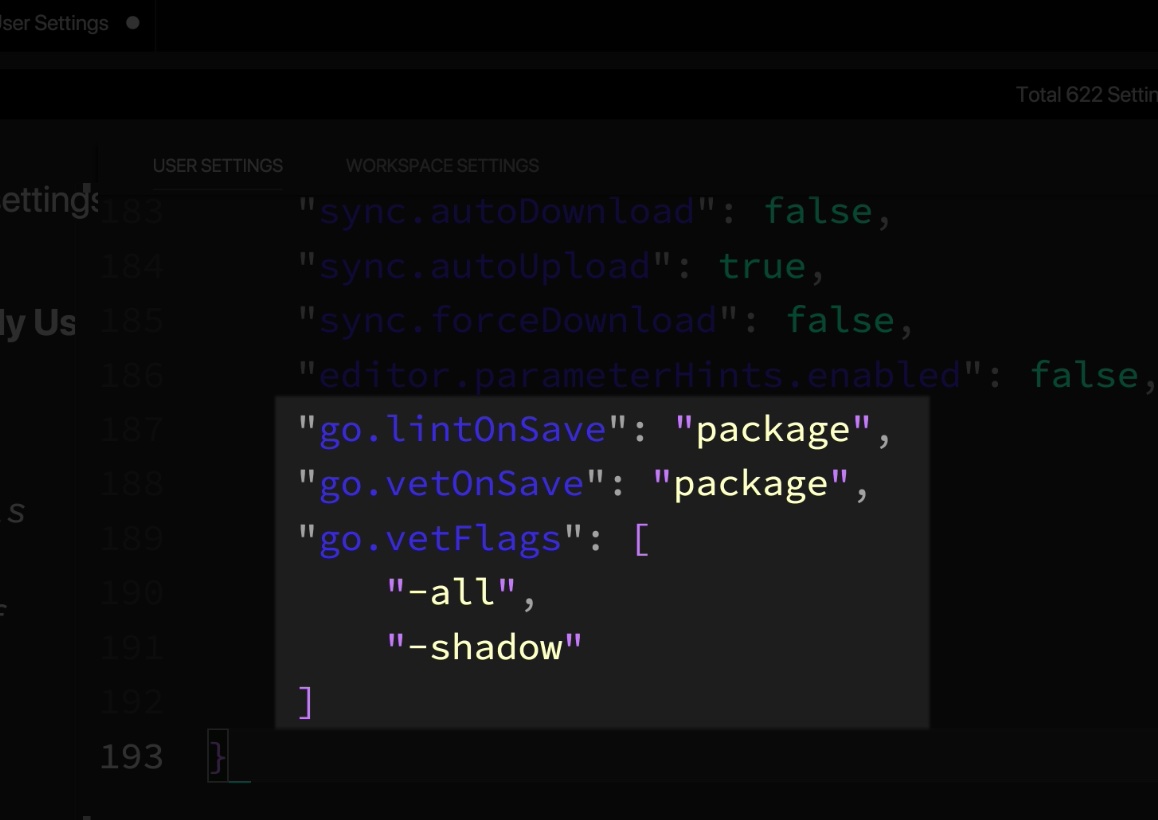 User Settings
Total 622 Settin
USER SETTINGS WORKSPACE SETTINGS
ettings
183 "sync.autoDownload": false,
184 "sync.autoUpload": true,
185 "sync.forceDownload": false,
ly Us
186 "editor.parameterHints.enabled": false,
187 "go.lintOnSave": "package",
188 "go.vetOnSave": "package",
189 "go.vetFlags": [
190 "-all",
191 "-shadow"
192 ]
193 }